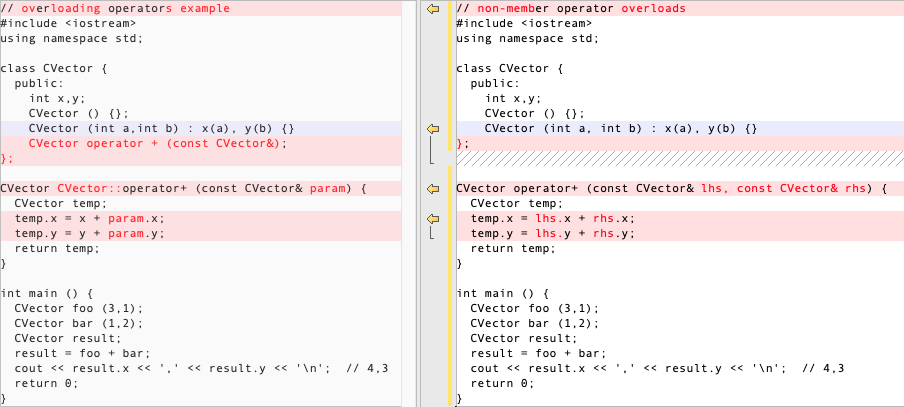 // overloading operators example
#include <iostream>
using namespace std;
class CVector {
public:
int x,y;
CVector () {};
CVector (int a,int b) : x(a), y(b) {}
CVector operator + (const CVector&);
};
CVector CVector::operator+ (const CVector& param) {
CVector temp;
temp.x = x + param.x;
temp.y = y + param.y;
return temp;
}
int main () {
CVector foo (3,1);
CVector bar (1,2);
CVector result;
result = foo + bar;
cout << result.x << ',' << result.y << '\n';  // 4,3
return 0;
}
// non-member operator overloads
#include <iostream>
using namespace std;
class CVector {
public:
int x,y;
CVector () {};
CVector (int a, int b) : x(a), y(b) {}
};
CVector operator+ (const CVector& lhs, const CVector& rhs) {
CVector temp;
temp.x = lhs.x + rhs.x;
temp.y = lhs.y + rhs.y;
return temp;
}
int main () {
CVector foo (3,1);
CVector bar (1,2);
CVector result;
result = foo + bar;
cout << result.x << ',' << result.y << '\n';  // 4,3
return 0;
}